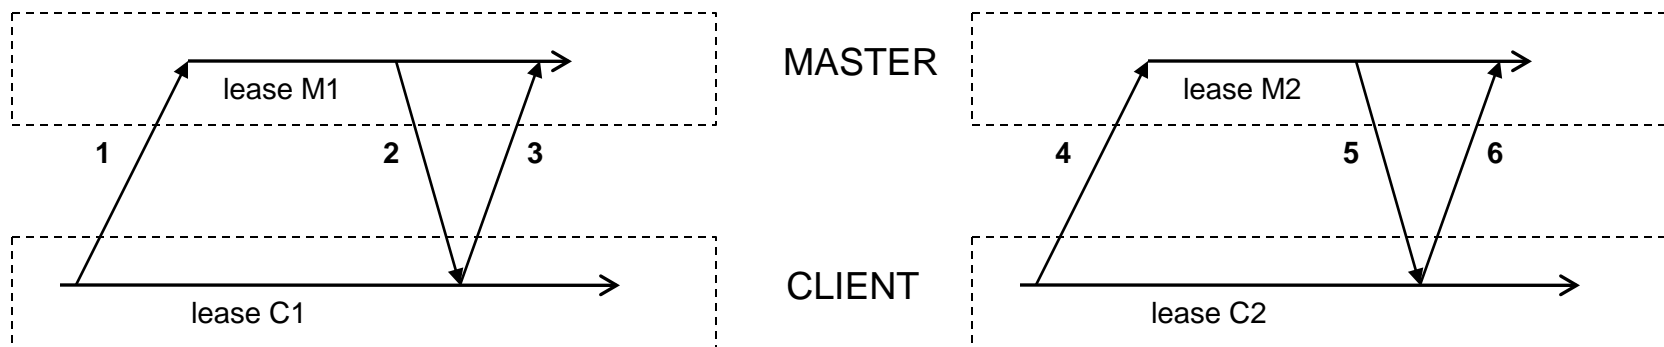 MASTER
lease M1
lease M2
1
2
3
4
5
6
CLIENT
lease C1
lease C2